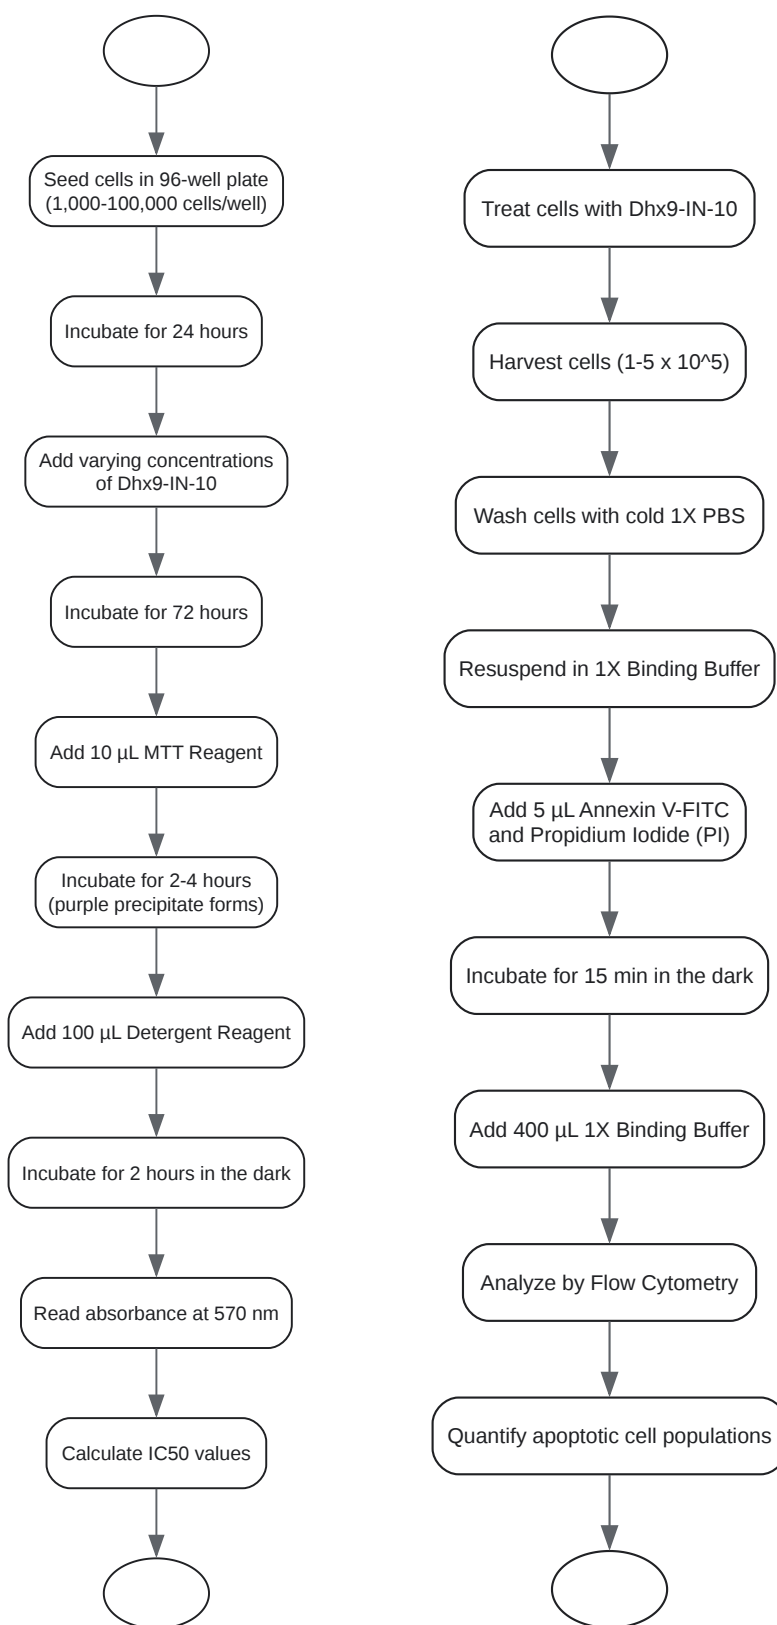 Seed cells in 96-well plate
(1,000-100,000 cells/well)
Incubate for 24 hours
Add varying concentrations
of Dhx9-IN-10
Incubate for 72 hours
Add 10 µL MTT Reagent
Incubate for 2-4 hours
(purple precipitate forms)
Add 100 µL Detergent Reagent
Incubate for 2 hours in the dark
Read absorbance at 570 nm
Calculate IC50 values
Treat cells with Dhx9-IN-10
Harvest cells (1-5 x 10^5)
Wash cells with cold 1X PBS
Resuspend in 1X Binding Buffer
Add 5 µL Annexin V-FITC
and Propidium Iodide (PI)
Incubate for 15 min in the dark
Add 400 µL 1X Binding Buffer
Analyze by Flow Cytometry
Quantify apoptotic cell populations